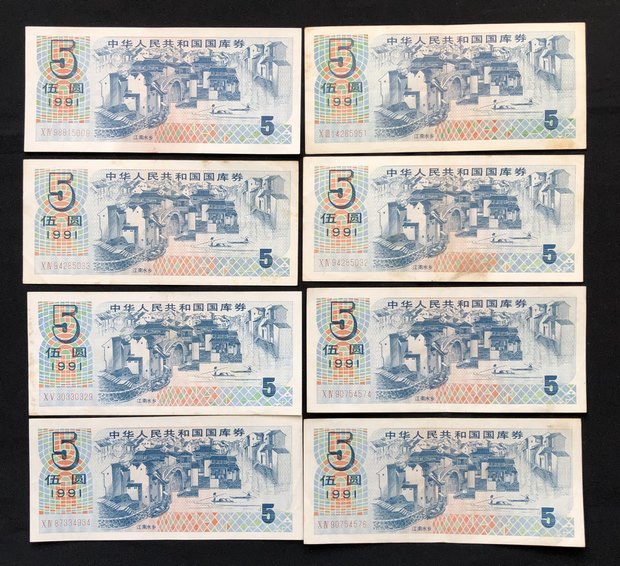 中华人民共和国国库券
5
伍圆
1991
XⅣ98815009
江南水乡
5
中华人民共和国国库券
5
伍圆
1991
XⅢ14265951
江南水乡
5
中华人民共和国国库券
5
伍圆
1991
XⅣ94285033
江南水乡
5
中华人民共和国国库券
5
伍圆
1991
XⅣ94285032
江南水乡
5
中华人民共和国国库券
5
伍圆
1991
XⅤ30330329
江南水乡
5
中华人民共和国国库券
5
伍圆
1991
XⅣ90754574
江南水乡
5
中华人民共和国国库券
5
伍圆
1991
XⅣ87334934
江南水乡
5
中华人民共和国国库券
5
伍圆
1991
XⅣ90754576
江南水乡
5